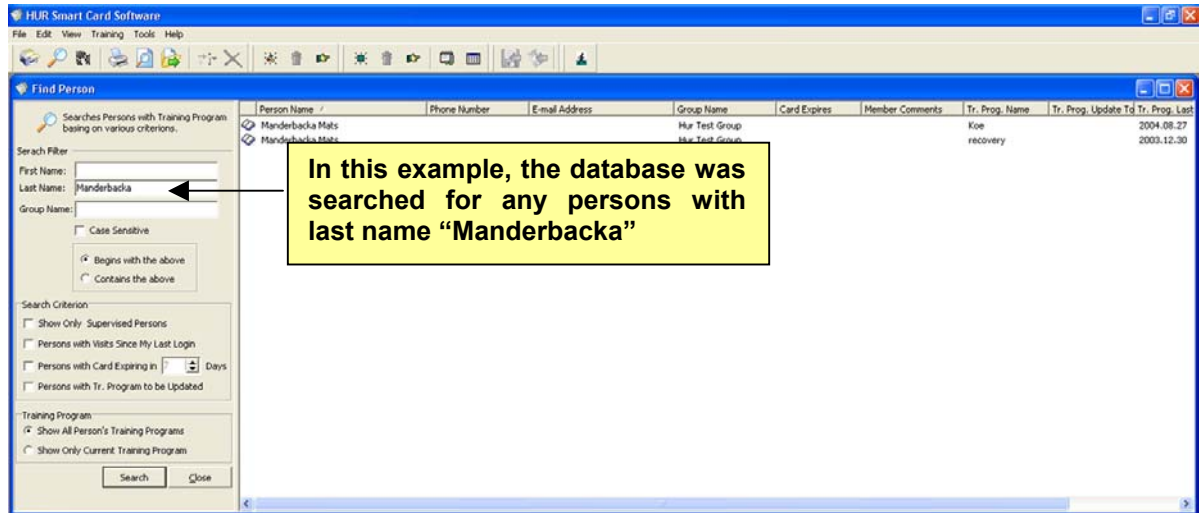 HUR Smart Card Software
File Edit View Training Tools Help
Find Person
Searches Persons with Training Program
basing on various criterions.
Serach Filter
First Name:
Last Name: Manderbacka
Group Name:
Case Sensitive
Begins with the above
Contains the above
Search Criterion
Show Only Supervised Persons
Persons with Visits Since My Last Login
Persons with Card Expiring in 7 Days
Persons with Tr. Program to be Updated
Training Program
Show All Person's Training Programs
Show Only Current Training Program
Search Close
Person Name Phone Number E-mail Address Group Name Card Expires Member Comments Tr. Prog. Name Tr. Prog. Update To Tr. Prog. Last
Manderbacka Mats Hur Test Group Koe 2004.08.27
Manderbacka Mats Hur Test Group recovery 2003.12.30
In this example, the database was
searched for any persons with
last name “Manderbacka”